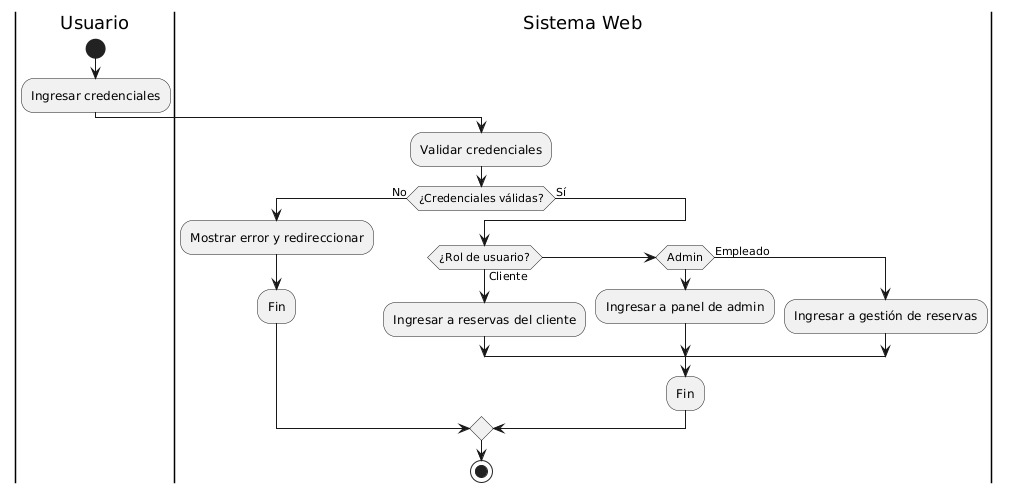 Usuario
Sistema Web
Ingresar credenciales
Validar credenciales
¿Credenciales válidas?
No
Sí
Mostrar error y redireccionar
Fin
¿Rol de usuario?
Cliente
Admin
Empleado
Ingresar a reservas del cliente
Ingresar a panel de admin
Ingresar a gestión de reservas
Fin